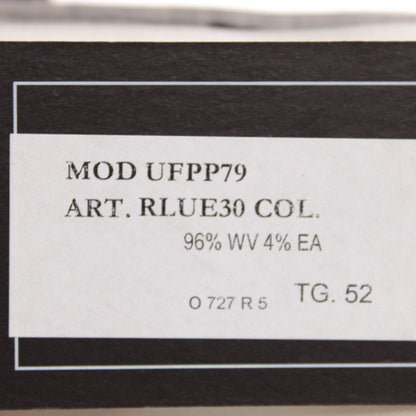 MOD UFPP79
ART. RLUE30 COL.
96% WV 4% EA
O 727 R 5 TG. 52